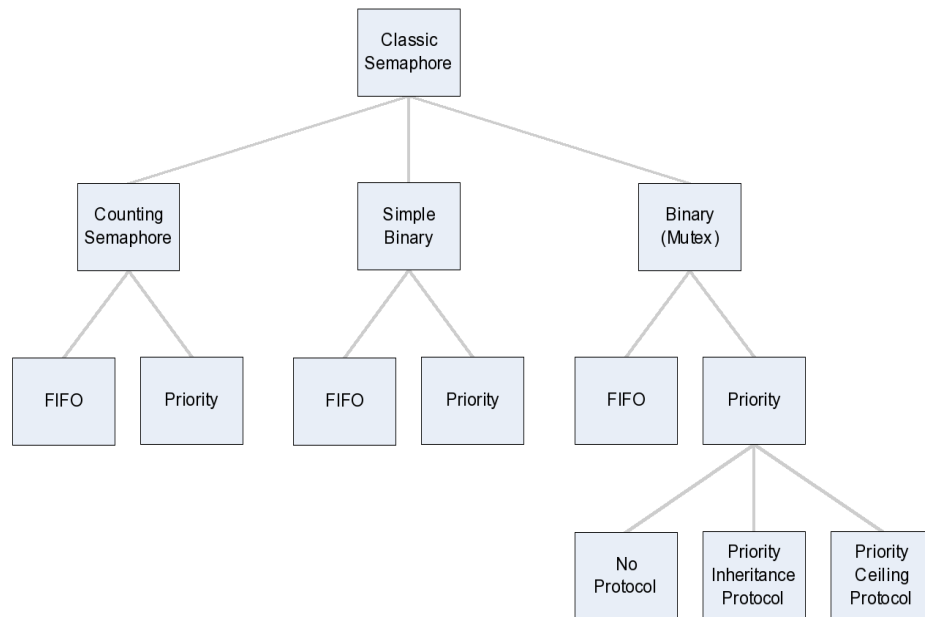 Classic
Semaphore
Counting
Semaphore
Simple
Binary
Binary
(Mutex)
FIFO
Priority
FIFO
Priority
FIFO
Priority
No
Protocol
Priority
Inheritance
Protocol
Priority
Ceiling
Protocol